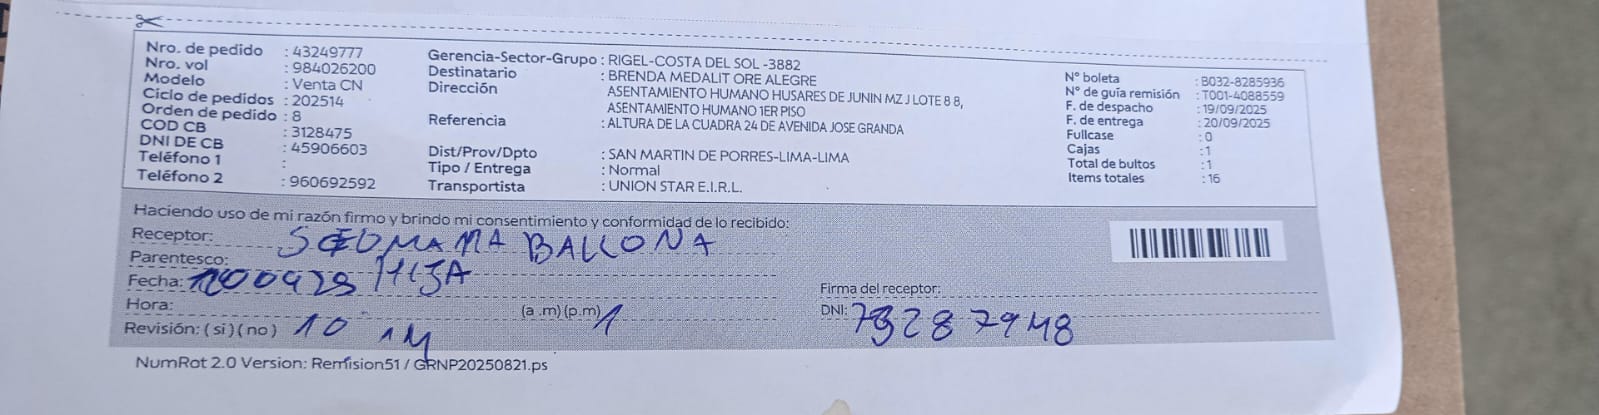 Nro. de pedido : 43249777
Nro. vol : 984026200
Modelo : Venta CN
Ciclo de pedidos : 202514
Orden de pedido : 8
COD CB : 3128475
DNI DE CB : 45906603
Teléfono 1 :
Teléfono 2 : 960692592
Gerencia-Sector-Grupo : RIGEL-COSTA DEL SOL -3882
Destinatario : BRENDA MEDALIT ORE ALEGRE
Dirección ASENTAMIENTO HUMANO HUSARES DE JUNIN MZ J LOTE 8 8,
ASENTAMIENTO HUMANO 1ER PISO
Referencia : ALTURA DE LA CUADRA 24 DE AVENIDA JOSE GRANDA
Dist/Prov/Dpto : SAN MARTIN DE PORRES-LIMA-LIMA
Tipo / Entrega : Normal
Transportista : UNION STAR E.I.R.L.
N° boleta : B032-8285936
N° de guía remisión : T001-4088559
F. de despacho : 19/09/2025
F. de entrega : 20/09/2025
Fullcase : 0
Cajas : 1
Total de bultos : 1
Items totales : 16
Haciendo uso de mi razón firmo y brindo mi consentimiento y conformidad de lo recibido:
Receptor: BALLONA
Parentesco:
Fecha: HIJA
Hora: (a .m) (p.m) 1
Revisión: ( si ) ( no ) 10
Firma del receptor:
DNI:
NumRot 2.0 Version: Remision51 / GRNP20250821.ps